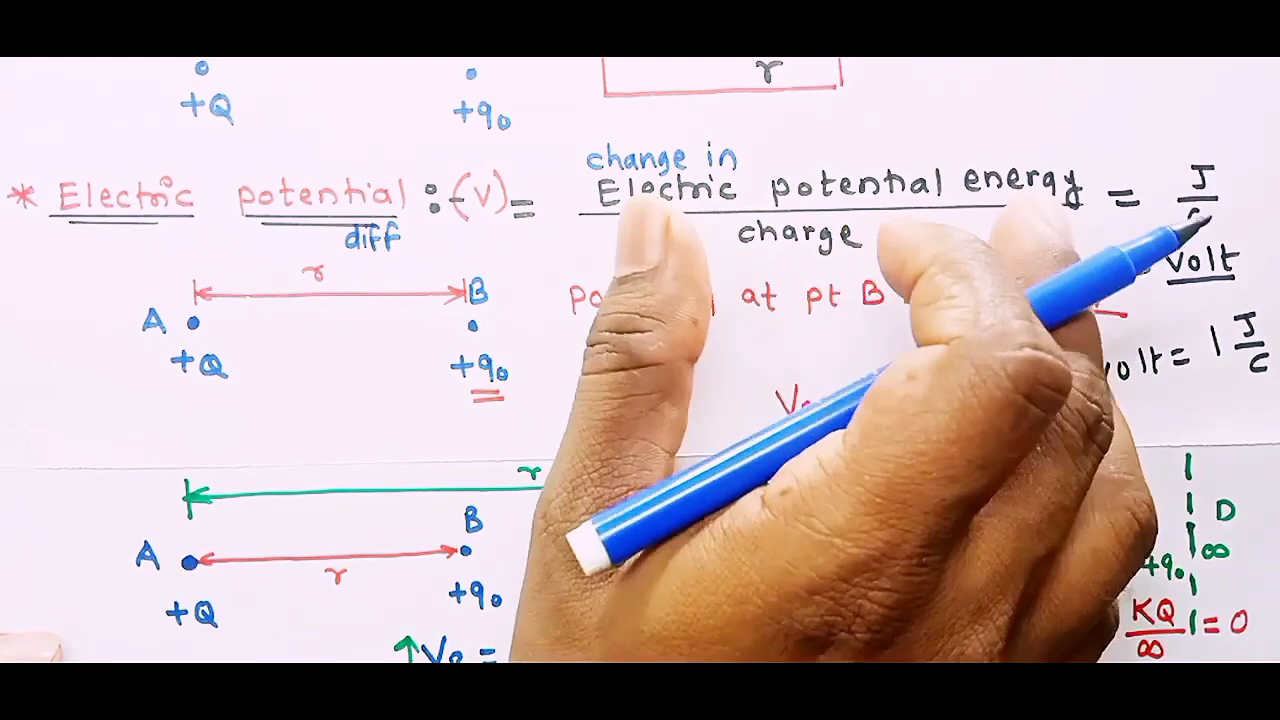 r
+Q +q₀
change in
* Electric potential :- (V) = Electric potential energy / charge = J
diff
volt
r
B at pt B
A
+Q +q₀
volt = 1 J/C
r
B D
A ∞
r +q₀
+q₀
+Q KQ/∞ = 0
↑V =